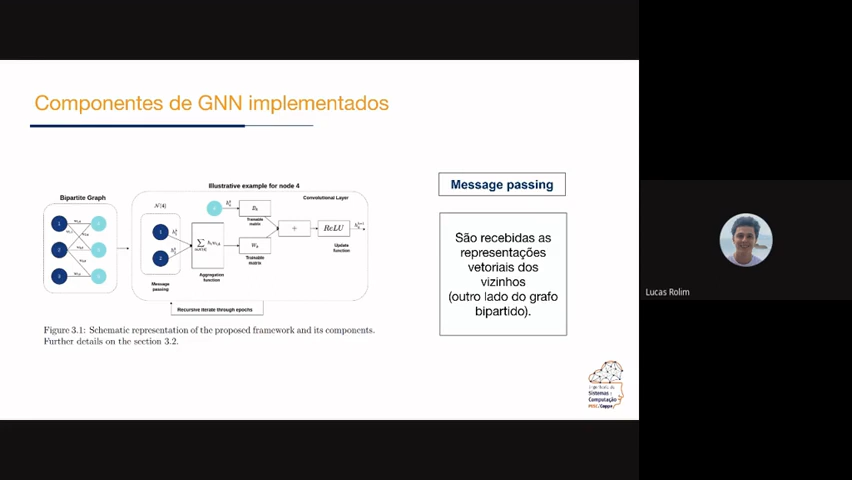 Componentes de GNN implementados
Illustrative example for node 4
Bipartite Graph
Convolutional Layer
Message passing
Message
passing
Aggregation
function
Trainable
matrix
Trainable
matrix
ReLU
Update
function
Recursive iterate through epochs
Figure 3.1: Schematic representation of the proposed framework and its components.
Further details on the section 3.2.
São recebidas as
representações
vetoriais dos
vizinhos
(outro lado do grafo
bipartido).
Sistemas e
Computação
Lucas Rolim